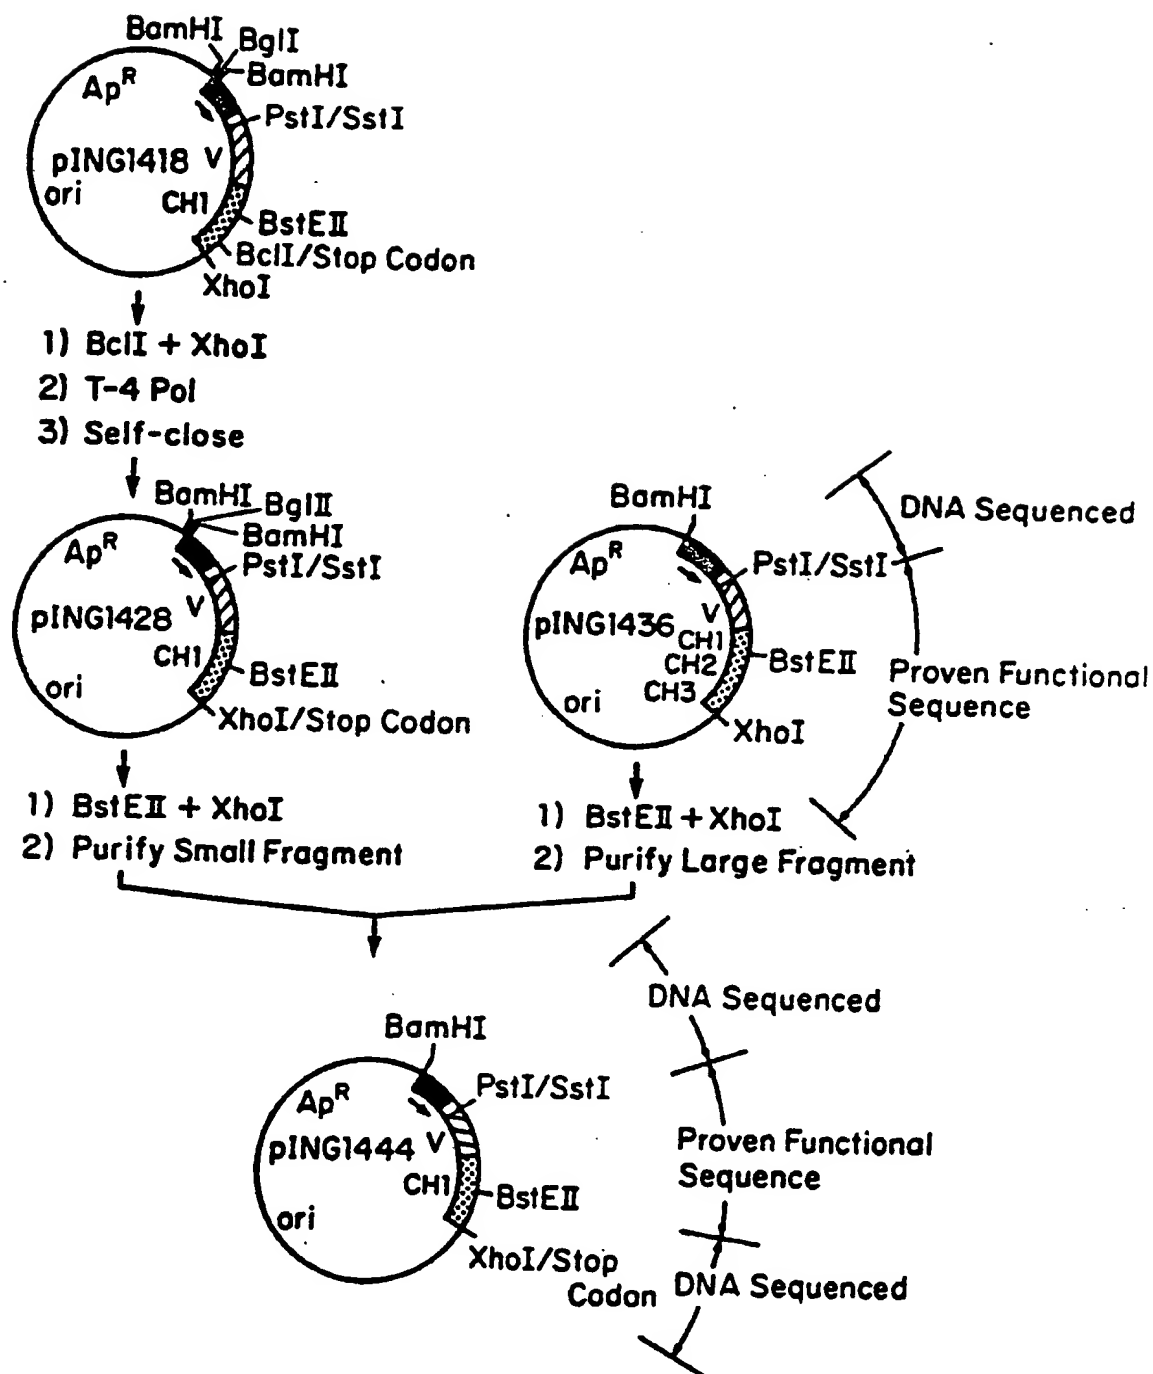 BamHI
BglI
BamHI
Ap^R
PstI/SstI
pING1418
V
ori
CH1
BstEII
BclI/Stop Codon
XhoI
1) BclI + XhoI
2) T-4 Pol
3) Self-close
BamHI
BglII
BamHI
Ap^R
PstI/SstI
pING1428
V
CH1
BstEII
ori
XhoI/Stop Codon
1) BstEII + XhoI
2) Purify Small Fragment
BamHI
Ap^R
PstI/SstI
pING1436
V
CH1
CH2
CH3
BstEII
ori
XhoI
DNA Sequenced
Proven Functional
Sequence
1) BstEII + XhoI
2) Purify Large Fragment
BamHI
Ap^R
PstI/SstI
pING1444
V
CH1
BstEII
ori
XhoI/Stop
Codon
DNA Sequenced
Proven Functional
Sequence
DNA Sequenced